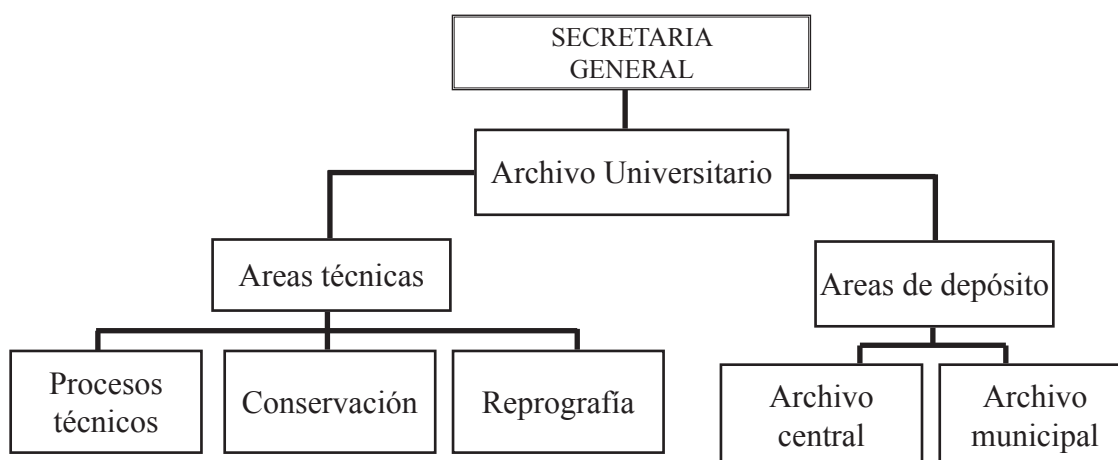 SECRETARIA
GENERAL
Archivo Universitario
Areas técnicas
Areas de depósito
Procesos
técnicos
Conservación
Reprografía
Archivo
central
Archivo
municipal